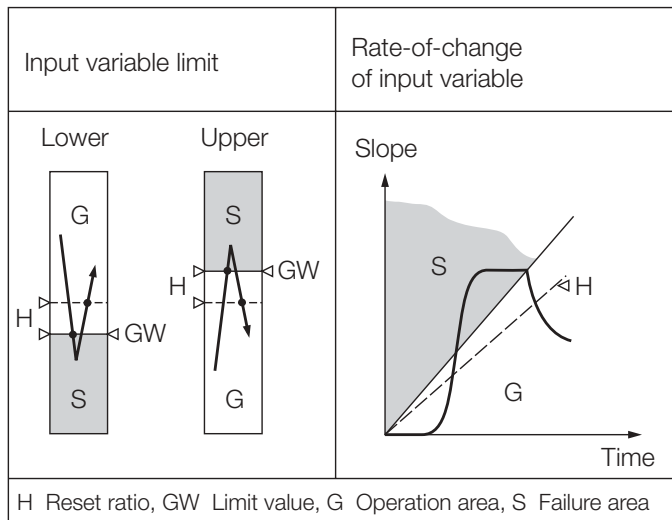 Input variable limit
Rate-of-change
of input variable
Lower
Upper
G
S
H
GW
S
H
GW
G
Slope
S
H
G
Time
H Reset ratio, GW Limit value, G Operation area, S Failure area